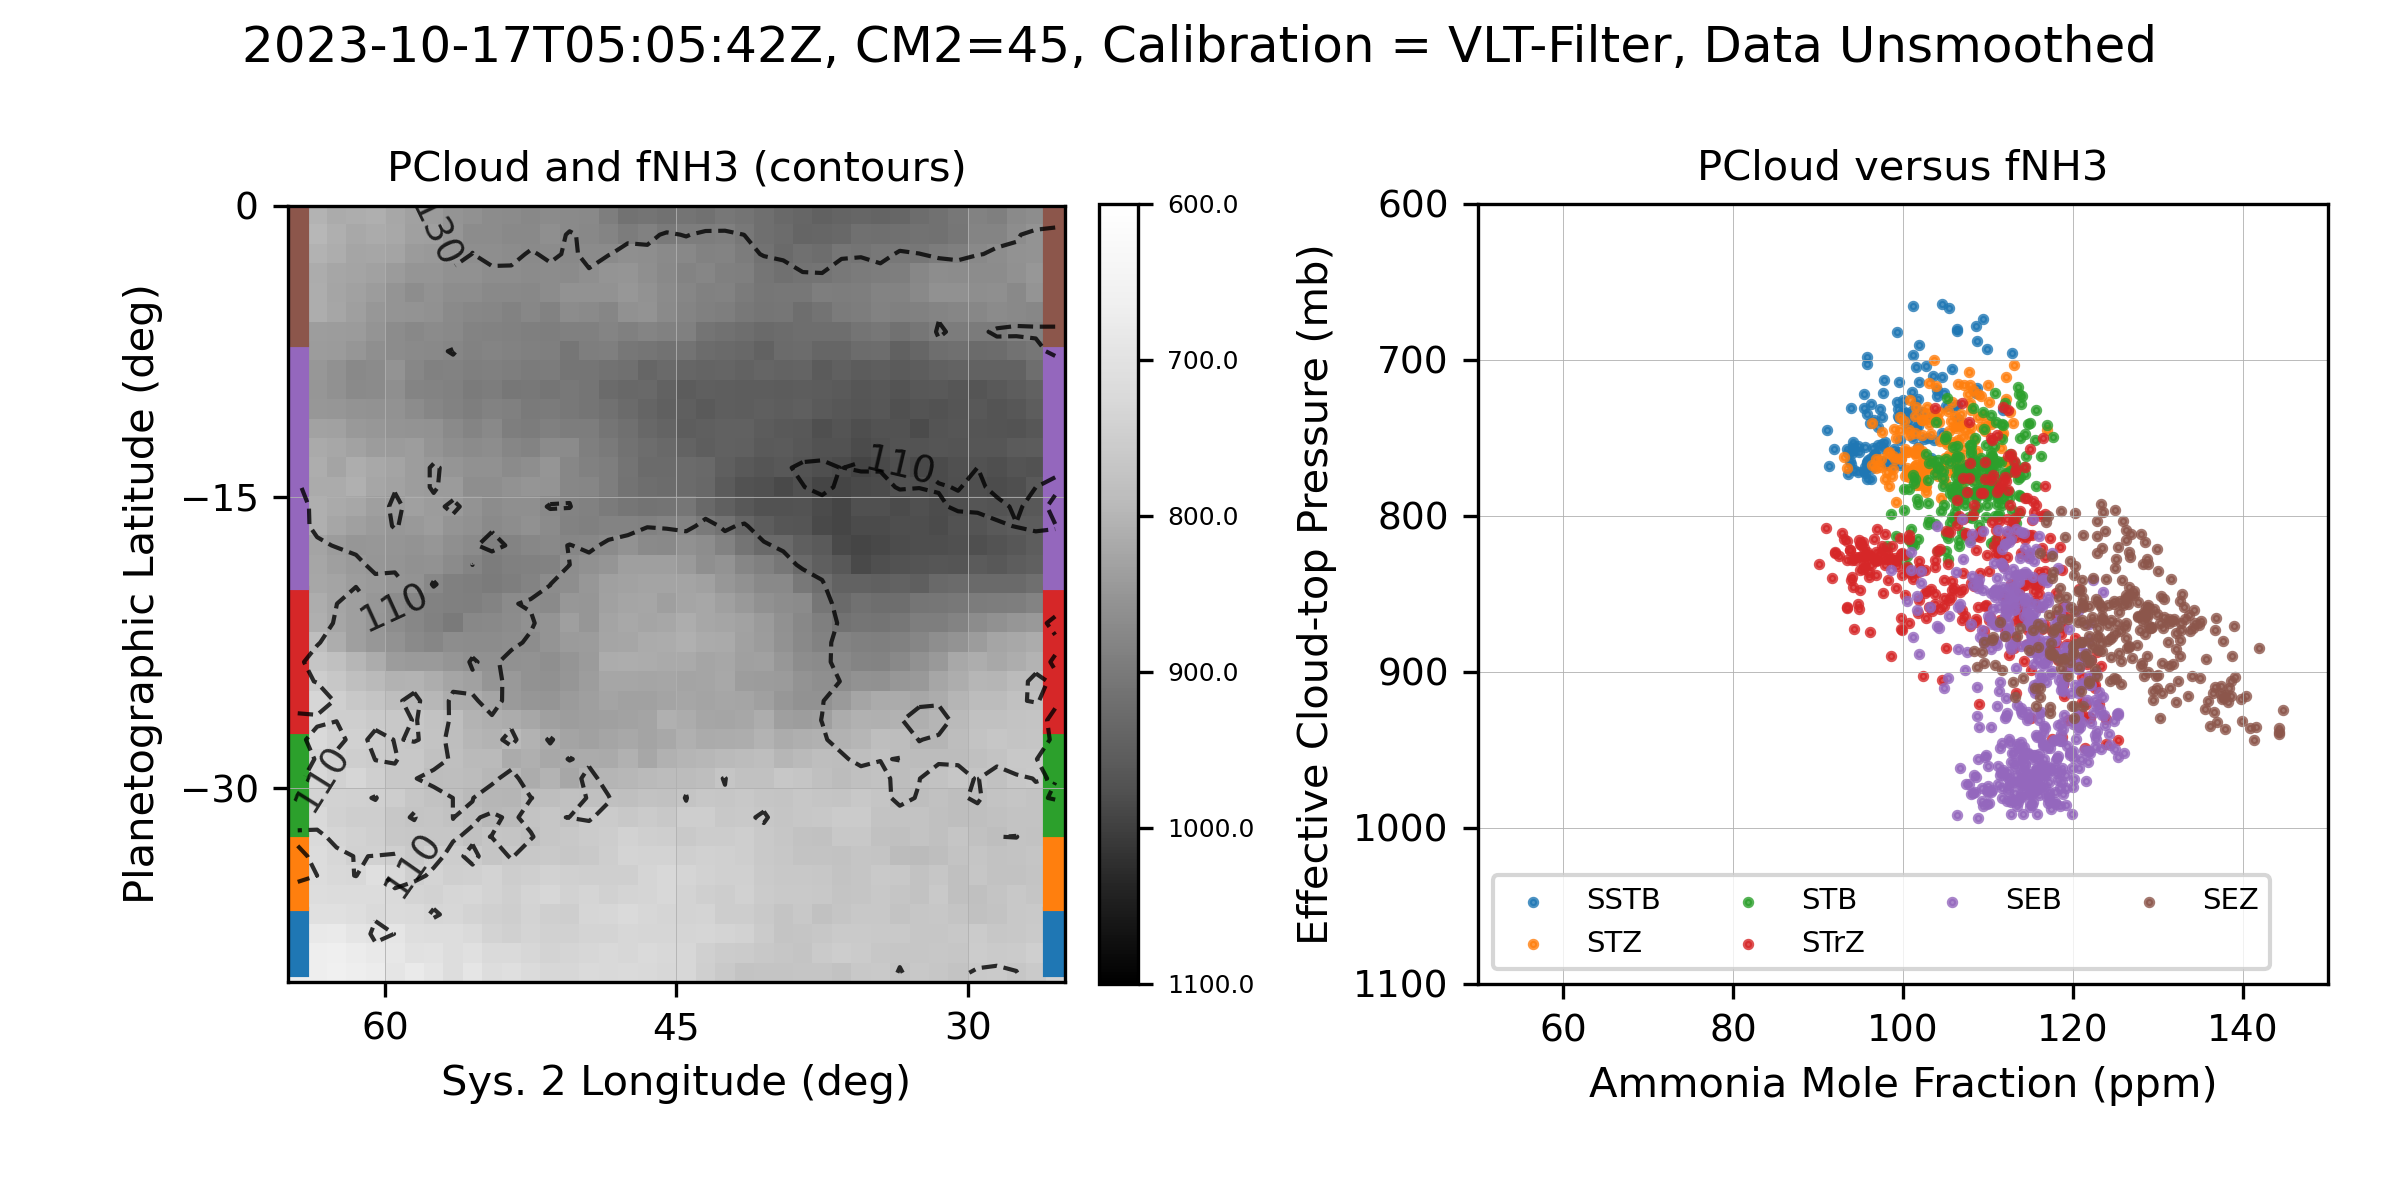 2023-10-17T05:05:42Z, CM2=45, Calibration = VLT-Filter, Data Unsmoothed
PCloud and fNH3 (contours)
0
−15
−30
Planetographic Latitude (deg)
130
110
110
110
110
60
45
30
Sys. 2 Longitude (deg)
600.0
700.0
800.0
900.0
1000.0
1100.0
PCloud versus fNH3
600
700
800
900
1000
1100
Effective Cloud-top Pressure (mb)
SSTB
STB
SEB
SEZ
STZ
STrZ
60
80
100
120
140
Ammonia Mole Fraction (ppm)